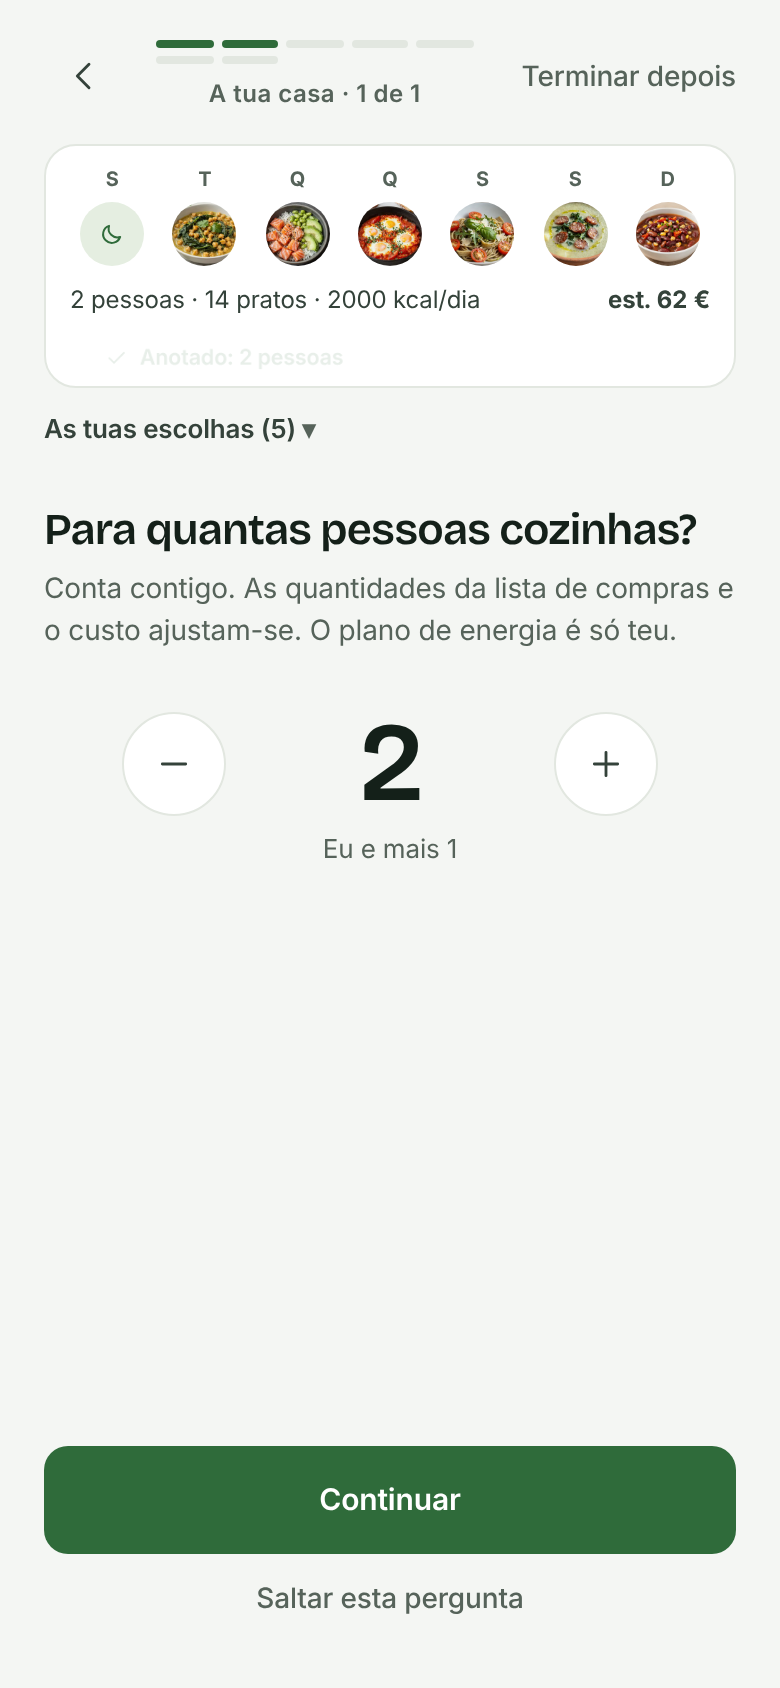 A tua casa · 1 de 1
Terminar depois
S T Q Q S S D
2 pessoas · 14 pratos · 2000 kcal/dia
est. 62 €
Anotado: 2 pessoas
As tuas escolhas (5) ▾
Para quantas pessoas cozinhas?
Conta contigo. As quantidades da lista de compras e
o custo ajustam-se. O plano de energia é só teu.
2
Eu e mais 1
Continuar
Saltar esta pergunta